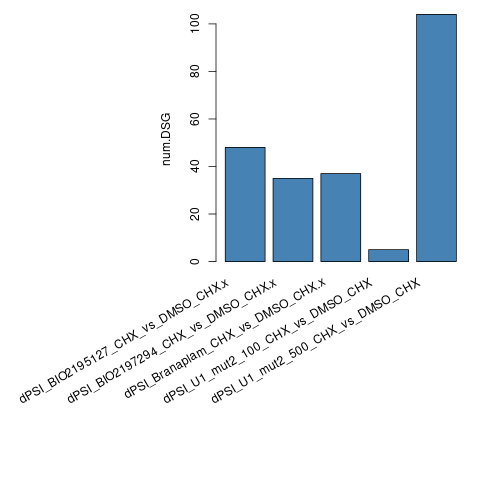 num.DSG
100
80
60
40
20
0
dPSI_BIO2195127_CHX_vs_DMSO_CHX.x
dPSI_BIO2197294_CHX_vs_DMSO_CHX.x
dPSI_Branaplam_CHX_vs_DMSO_CHX.x
dPSI_U1_mut2_100_CHX_vs_DMSO_CHX
dPSI_U1_mut2_500_CHX_vs_DMSO_CHX